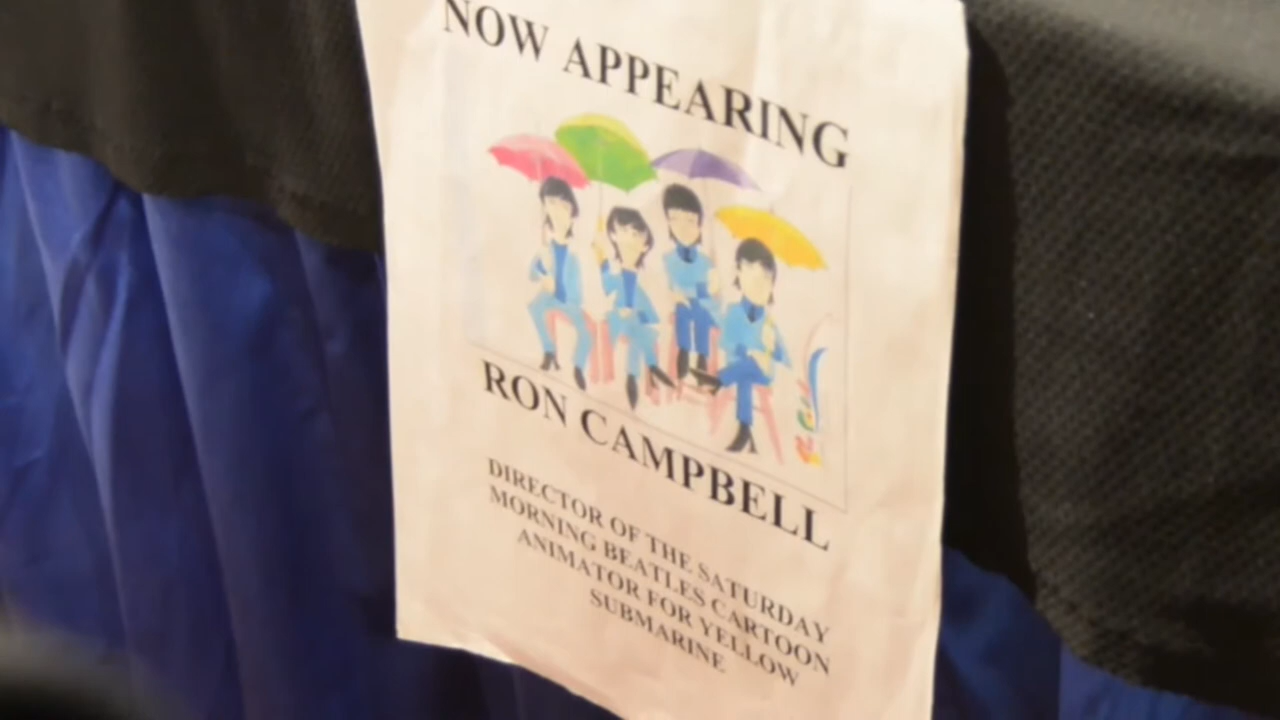 NOW APPEARING
RON CAMPBELL
DIRECTOR OF THE SATURDAY
MORNING BEATLES CARTOON
ANIMATOR FOR YELLOW
SUBMARINE